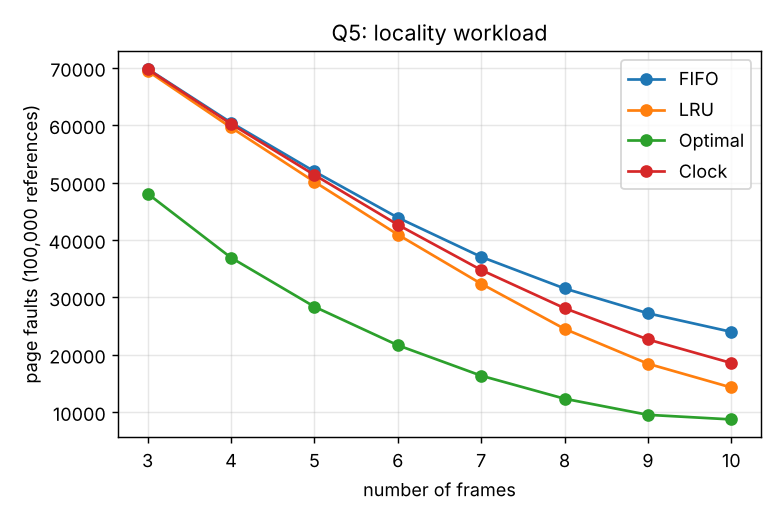 Q5: locality workload
page faults (100,000 references)
70000
60000
50000
40000
30000
20000
10000
FIFO
LRU
Optimal
Clock
3 4 5 6 7 8 9 10
number of frames